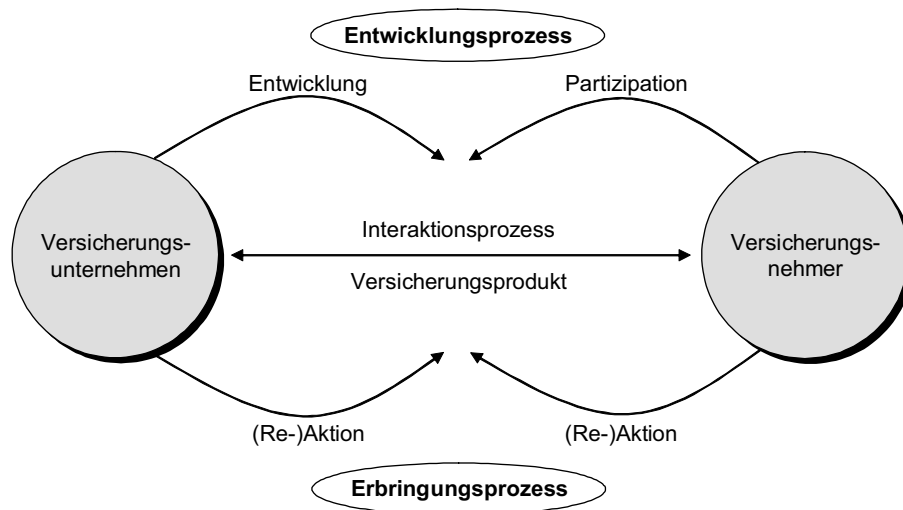 Entwicklungsprozess
Entwicklung
Partizipation
Versicherungs-
unternehmen
Interaktionsprozess
Versicherungsprodukt
Versicherungs-
nehmer
(Re-)Aktion
(Re-)Aktion
Erbringungsprozess